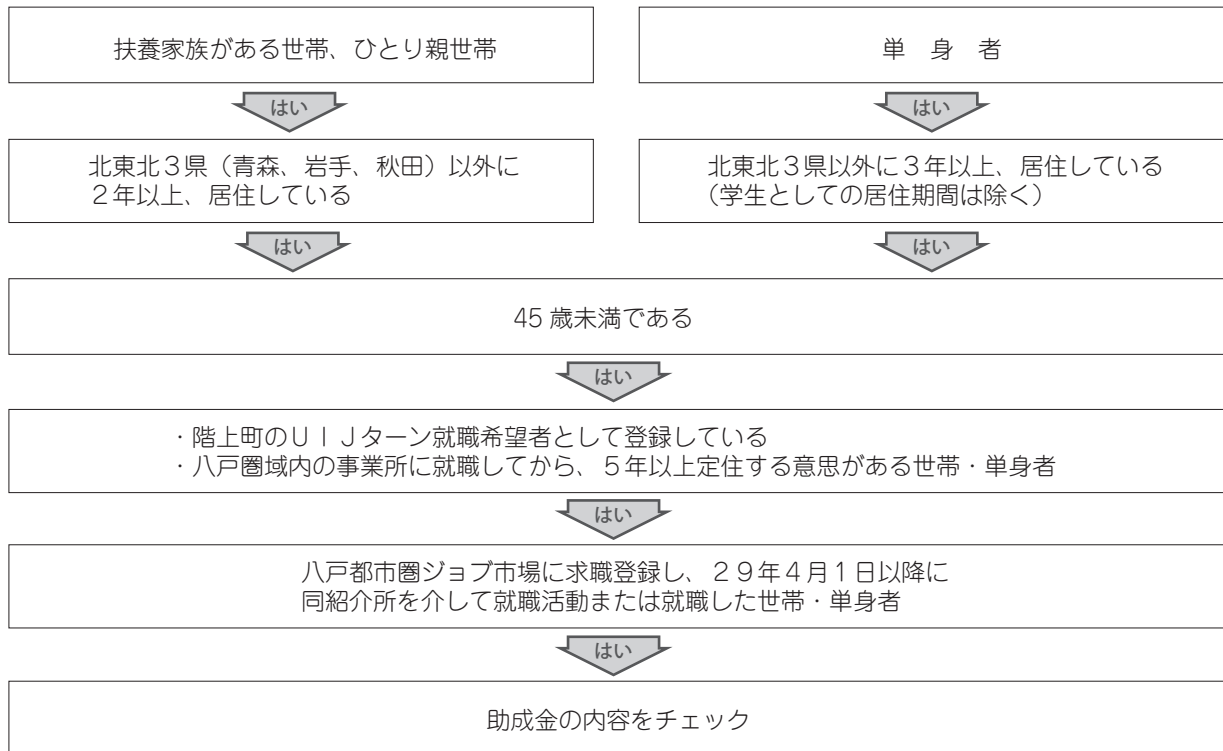 扶養家族がある世帯、ひとり親世帯
単　身　者
はい
はい
北東北３県（青森、岩手、秋田）以外に
２年以上、居住している
北東北３県以外に３年以上、居住している
（学生としての居住期間は除く）
はい
はい
45 歳未満である
はい
・階上町のＵＩＪターン就職希望者として登録している
・八戸圏域内の事業所に就職してから、５年以上定住する意思がある世帯・単身者
はい
八戸都市圏ジョブ市場に求職登録し、２９年４月１日以降に
同紹介所を介して就職活動または就職した世帯・単身者
はい
助成金の内容をチェック